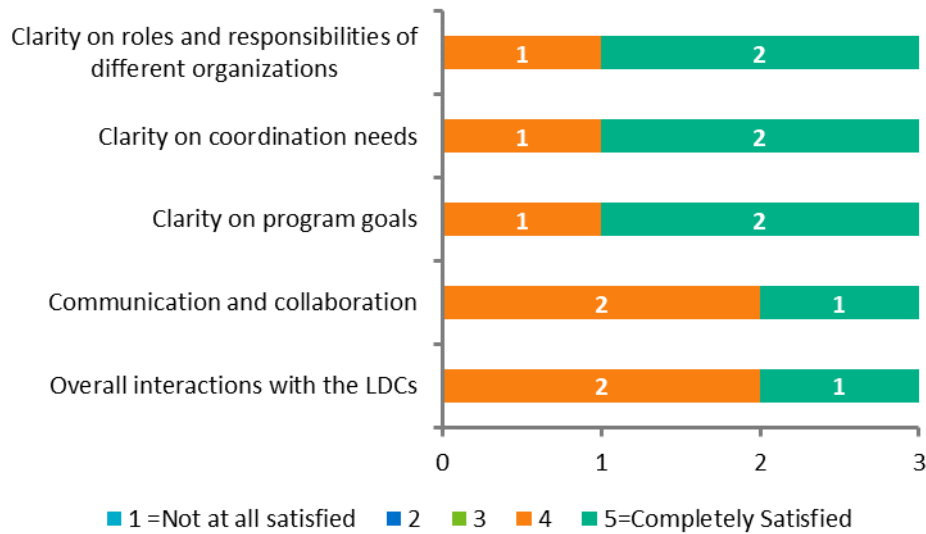 Clarity on roles and responsibilities of
different organizations
1 2
Clarity on coordination needs
1 2
Clarity on program goals
1 2
Communication and collaboration
2 1
Overall interactions with the LDCs
2 1
0 1 2 3
1 =Not at all satisfied 2 3 4 5=Completely Satisfied